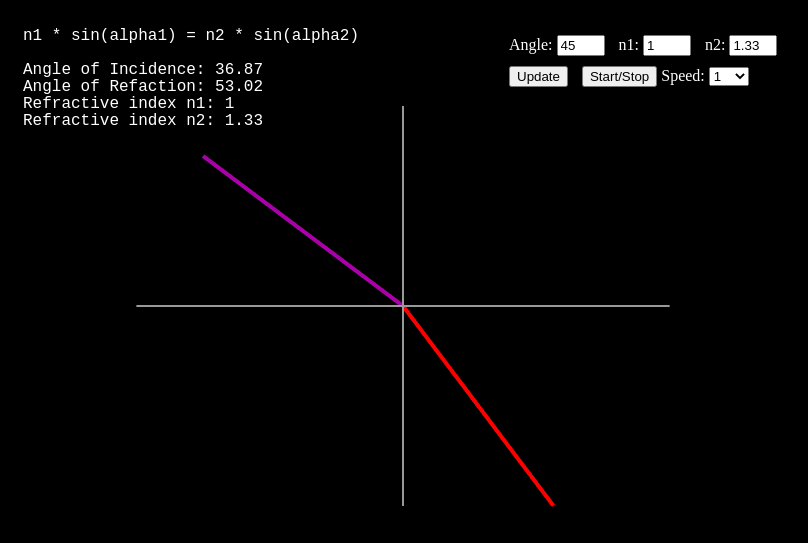 n1 * sin(alpha1) = n2 * sin(alpha2)
Angle: 45 n1: 1 n2: 1.33
Update Start/Stop Speed: 1
Angle of Incidence: 36.87
Angle of Refaction: 53.02
Refractive index n1: 1
Refractive index n2: 1.33